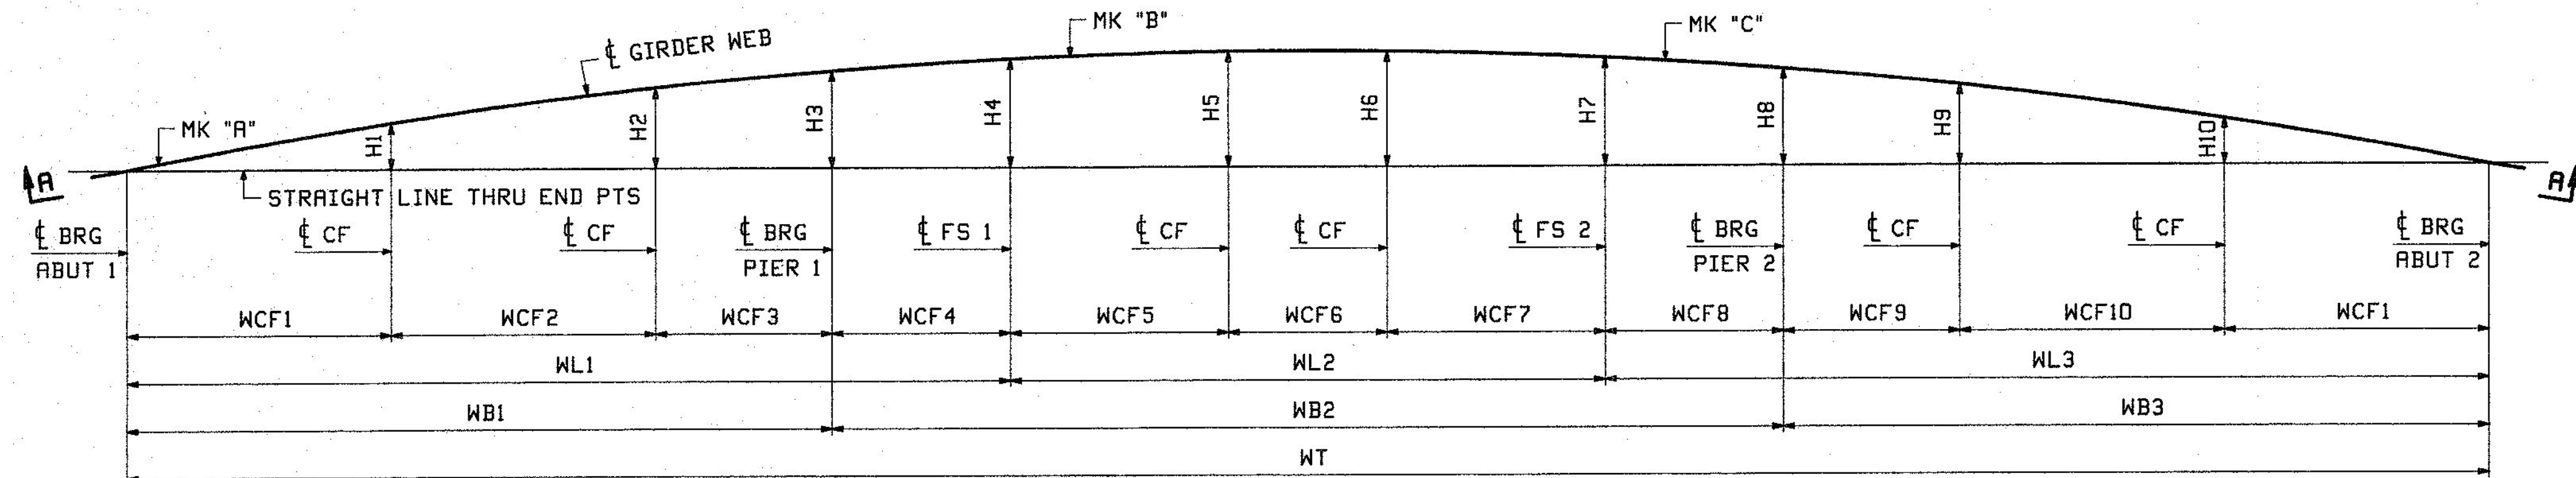 MK "B"
MK "C"
℄ GIRDER WEB
MK "A"
H1
H2
H3
H4
H5
H6
H7
H8
H9
H10
A
A
STRAIGHT LINE THRU END PTS
℄ BRG
ABUT 1
℄ CF
℄ CF
℄ BRG
PIER 1
℄ FS 1
℄ CF
℄ CF
℄ FS 2
℄ BRG
PIER 2
℄ CF
℄ CF
℄ BRG
ABUT 2
WCF1
WCF2
WCF3
WCF4
WCF5
WCF6
WCF7
WCF8
WCF9
WCF10
WCF1
WL1
WL2
WL3
WB1
WB2
WB3
WT